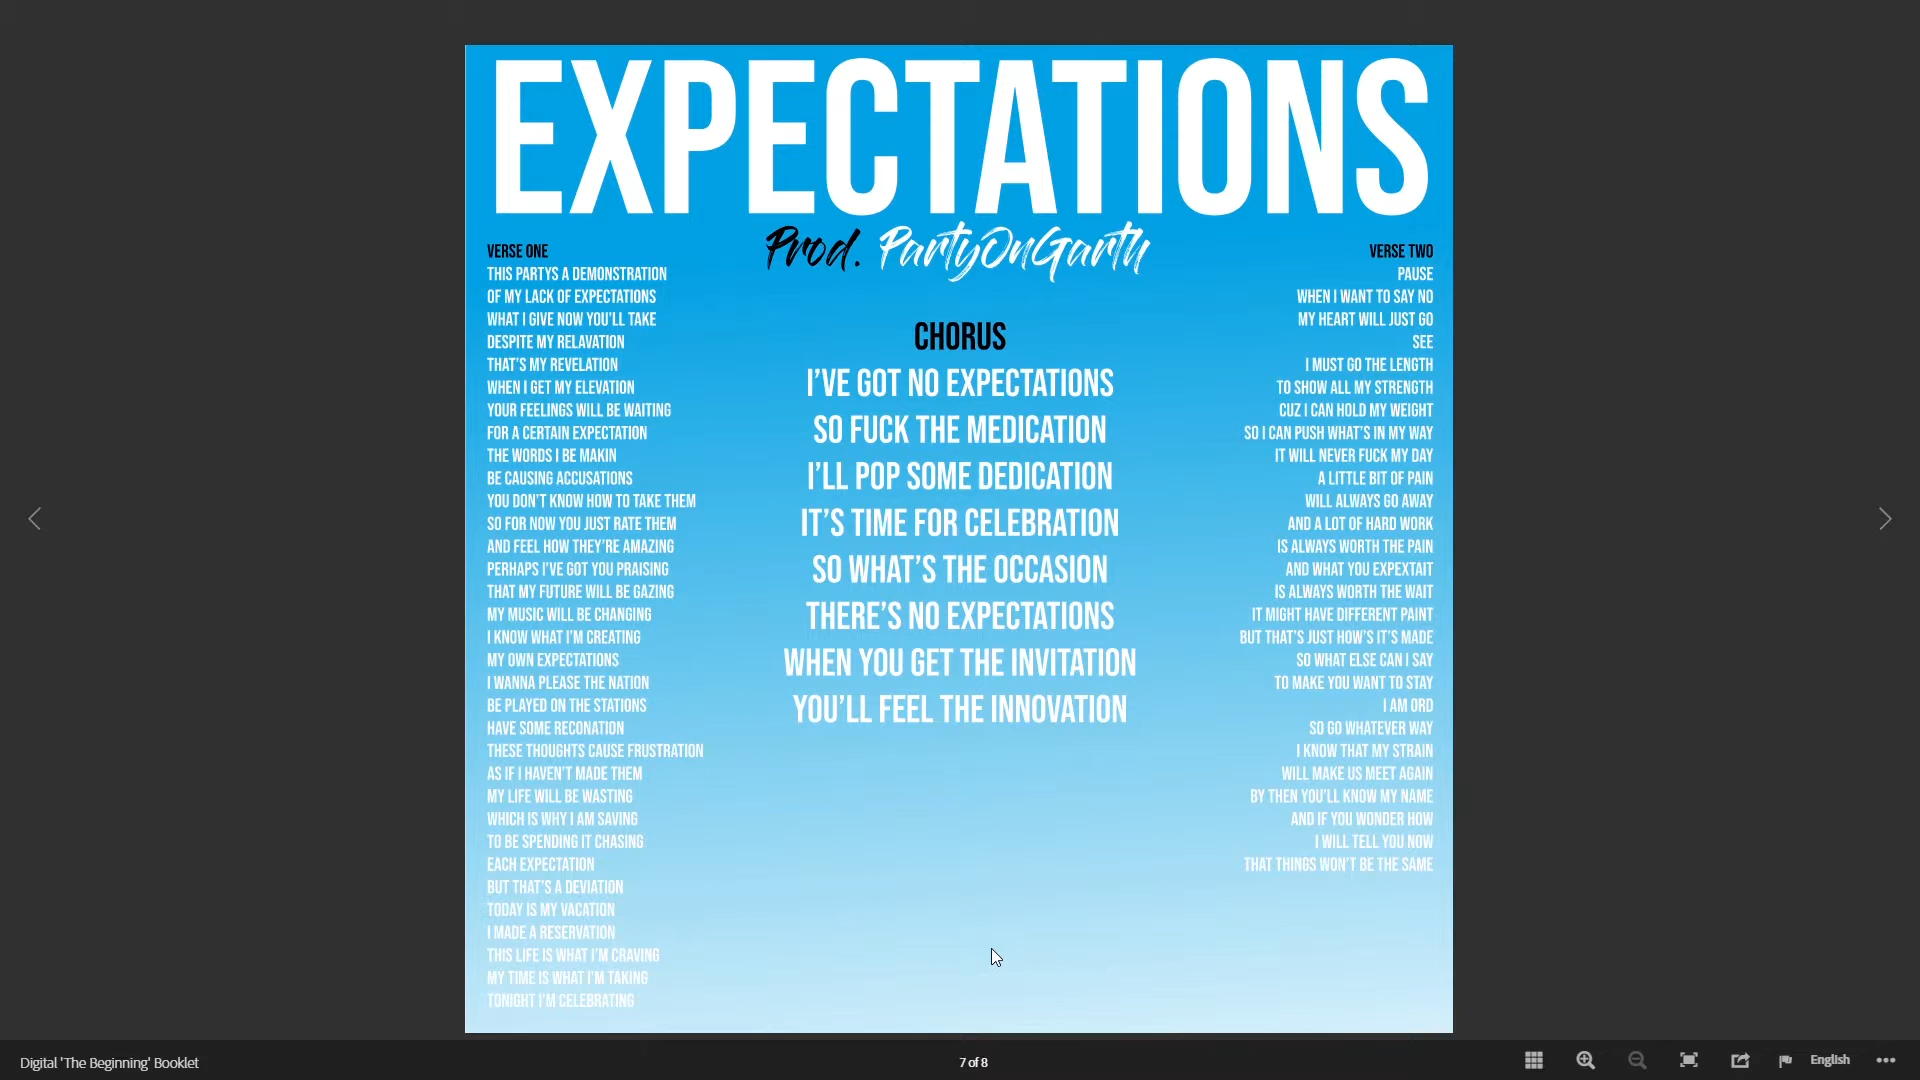 EXPECTATIONS
Prod. PartyOnGarth
VERSE ONE
THIS PARTYS A DEMONSTRATION
OF MY LACK OF EXPECTATIONS
WHAT I GIVE NOW YOU'LL TAKE
DESPITE MY RELAVATION
THAT'S MY REVELATION
WHEN I GET MY ELEVATION
YOUR FEELINGS WILL BE WAITING
FOR A CERTAIN EXPECTATION
THE WORDS I BE MAKIN
BE CAUSING ACCUSATIONS
YOU DON'T KNOW HOW TO TAKE THEM
SO FOR NOW YOU JUST RATE THEM
AND FEEL HOW THEY'RE AMAZING
PERHAPS I'VE GOT YOU PRAISING
THAT MY FUTURE WILL BE GAZING
MY MUSIC WILL BE CHANGING
I KNOW WHAT I'M CREATING
MY OWN EXPECTATIONS
I WANNA PLEASE THE NATION
BE PLAYED ON THE STATIONS
HAVE SOME RECONATION
THESE THOUGHTS CAUSE FRUSTRATION
AS IF I HAVEN'T MADE THEM
MY LIFE WILL BE WASTING
WHICH IS WHY I AM SAVING
TO BE SPENDING IT CHASING
EACH EXPECTATION
BUT THAT'S A DEVIATION
TODAY IS MY VACATION
I MADE A RESERVATION
THIS LIFE IS WHAT I'M CRAVING
MY TIME IS WHAT I'M TAKING
TONIGHT I'M CELEBRATING
CHORUS
I'VE GOT NO EXPECTATIONS
SO FUCK THE MEDICATION
I'LL POP SOME DEDICATION
IT'S TIME FOR CELEBRATION
SO WHAT'S THE OCCASION
THERE'S NO EXPECTATIONS
WHEN YOU GET THE INVITATION
YOU'LL FEEL THE INNOVATION
VERSE TWO
PAUSE
WHEN I WANT TO SAY NO
MY HEART WILL JUST GO
SEE
I MUST GO THE LENGTH
TO SHOW ALL MY STRENGTH
CUZ I CAN HOLD MY WEIGHT
SO I CAN PUSH WHAT'S IN MY WAY
IT WILL NEVER FUCK MY DAY
A LITTLE BIT OF PAIN
WILL ALWAYS GO AWAY
AND A LOT OF HARD WORK
IS ALWAYS WORTH THE PAIN
AND WHAT YOU EXPEXTAIT
IS ALWAYS WORTH THE WAIT
IT MIGHT HAVE DIFFERENT PAINT
BUT THAT'S JUST HOW'S IT'S MADE
SO WHAT ELSE CAN I SAY
TO MAKE YOU WANT TO STAY
I AM ORD
SO GO WHATEVER WAY
I KNOW THAT MY STRAIN
WILL MAKE US MEET AGAIN
BY THEN YOU'LL KNOW MY NAME
AND IF YOU WONDER HOW
I WILL TELL YOU NOW
THAT THINGS WON'T BE THE SAME
Digital 'The Beginning' Booklet
7 of 8
English